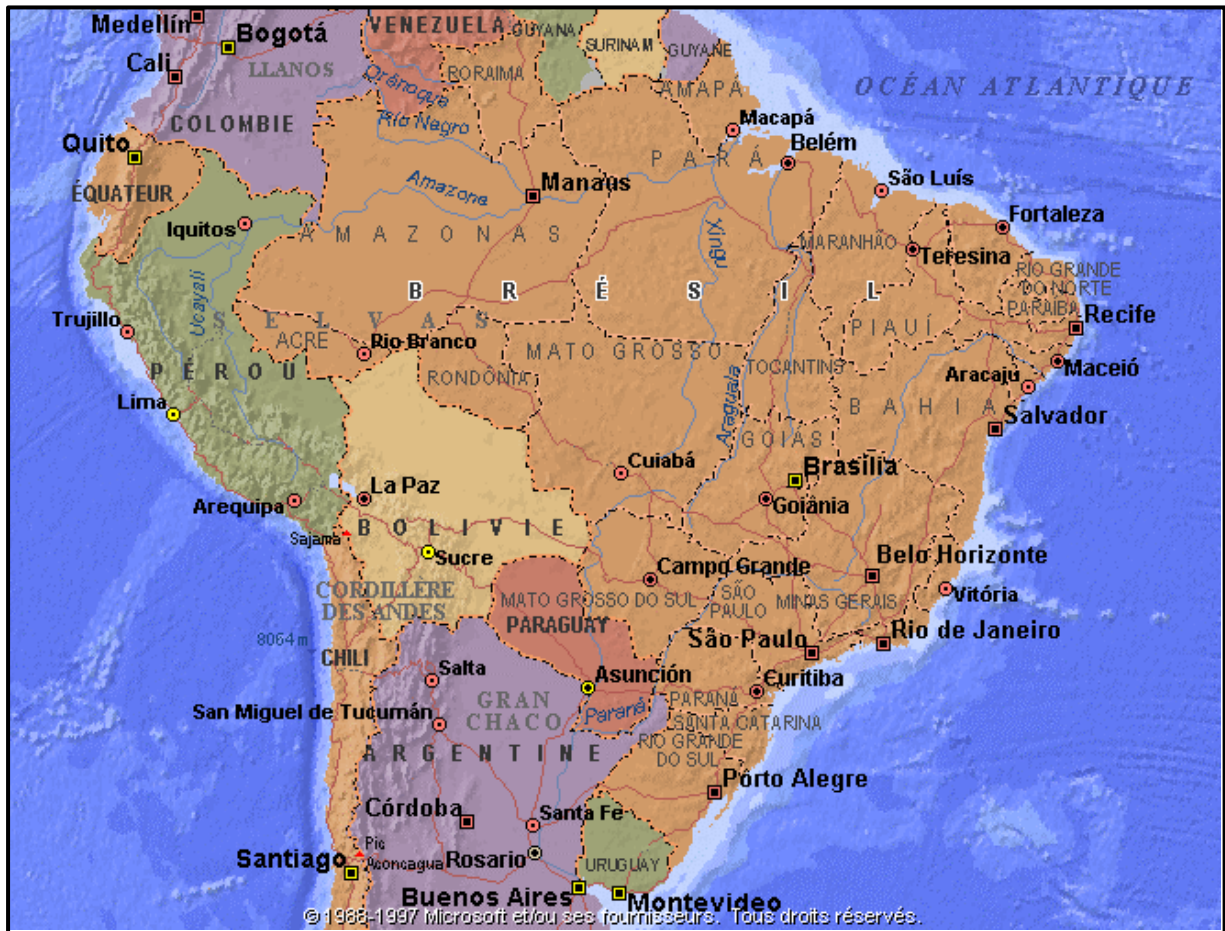 Medellín
VENEZUELA
GUYANA
Bogotá
SURINAM
GUYANE
Cali
LLANOS
RORAIMA
Orénoque
AMAPÁ
OCÉAN ATLANTIQUE
COLOMBIE
Río Negro
Macapá
Quito
PARÁ
Belém
ÉQUATEUR
Amazone
Manaus
São Luís
Iquitos
AMAZONAS
Xingu
MARANHÃO
Fortaleza
Teresina
Ucayali
RIO GRANDE
DO NORTE
BRÉSIL
PARAÍBA
Trujillo
SELVAS
ACRE
PIAUÍ
Recife
Rio Branco
MATO GROSSO
PÉROU
RONDÔNIA
TOCANTINS
Maceió
Aracaju
Lima
Araguaia
BAHIA
Salvador
GOIAS
Cuiabá
Brasília
La Paz
Arequipa
Goiânia
BOLIVIE
Sajama
Sucre
Belo Horizonte
Campo Grande
CORDILLÈRE
DES ANDES
SÃO
PAULO
MATO GROSSO DO SUL
MINAS GERAIS
Vitória
PARAGUAY
8064 m
São Paulo
Rio de Janeiro
CHILI
Salta
Asunción
Curitiba
GRAN
CHACO
PARANÁ
Paraná
San Miguel de Tucumán
SANTA CATARINA
RIO GRANDE
DO SUL
ARGENTINE
Pôrto Alegre
Córdoba
Santa Fe
Pic
Aconcagua
Santiago
Rosario
URUGUAY
Buenos Aires
Montevideo
© 1988-1997 Microsoft et/ou ses fournisseurs. Tous droits réservés.